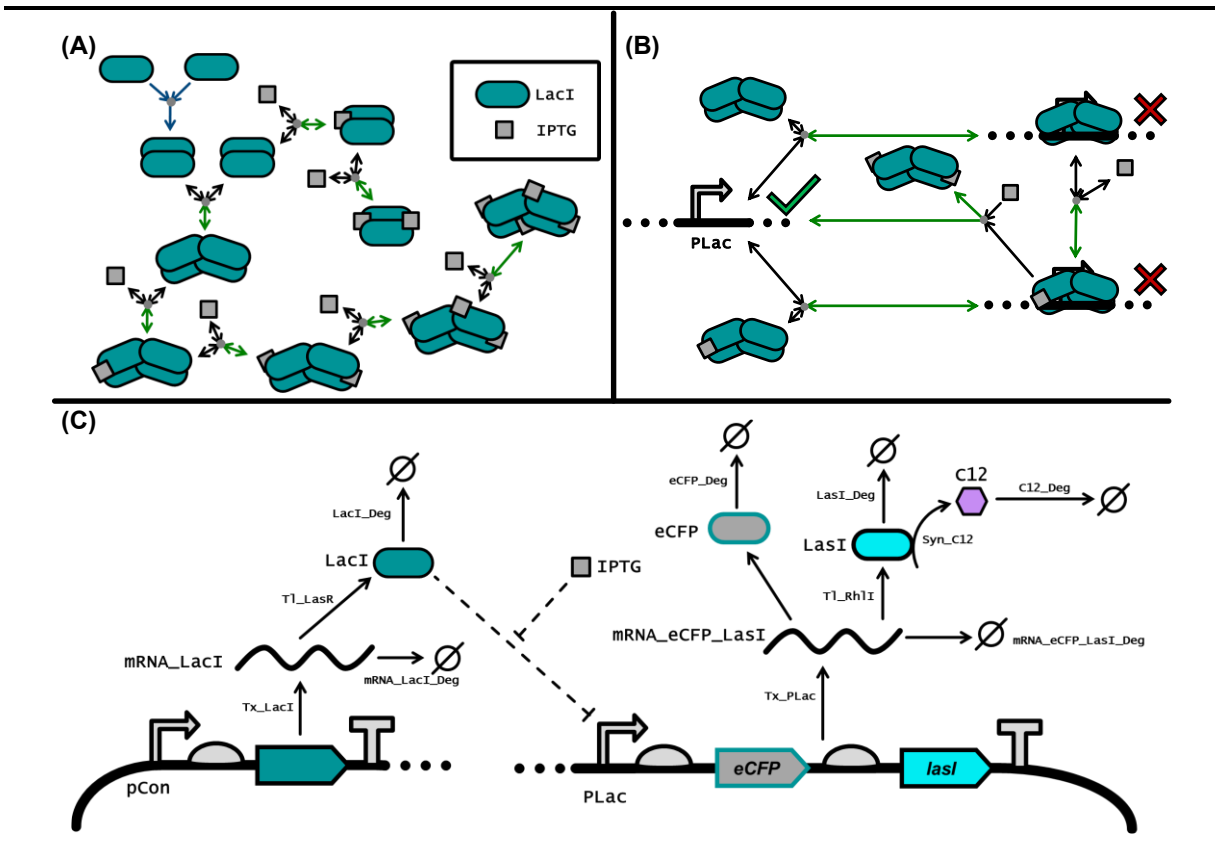 (A)
LacI
IPTG
(B)
PLac
(C)
LacI_Deg
LacI
Tl_LasR
mRNA_LacI
mRNA_LacI_Deg
Tx_LacI
pCon
IPTG
eCFP_Deg
eCFP
LasI_Deg
LasI
C12
C12_Deg
Syn_C12
Tl_RhlI
mRNA_eCFP_LasI
mRNA_eCFP_LasI_Deg
Tx_PLac
PLac
eCFP
lasI